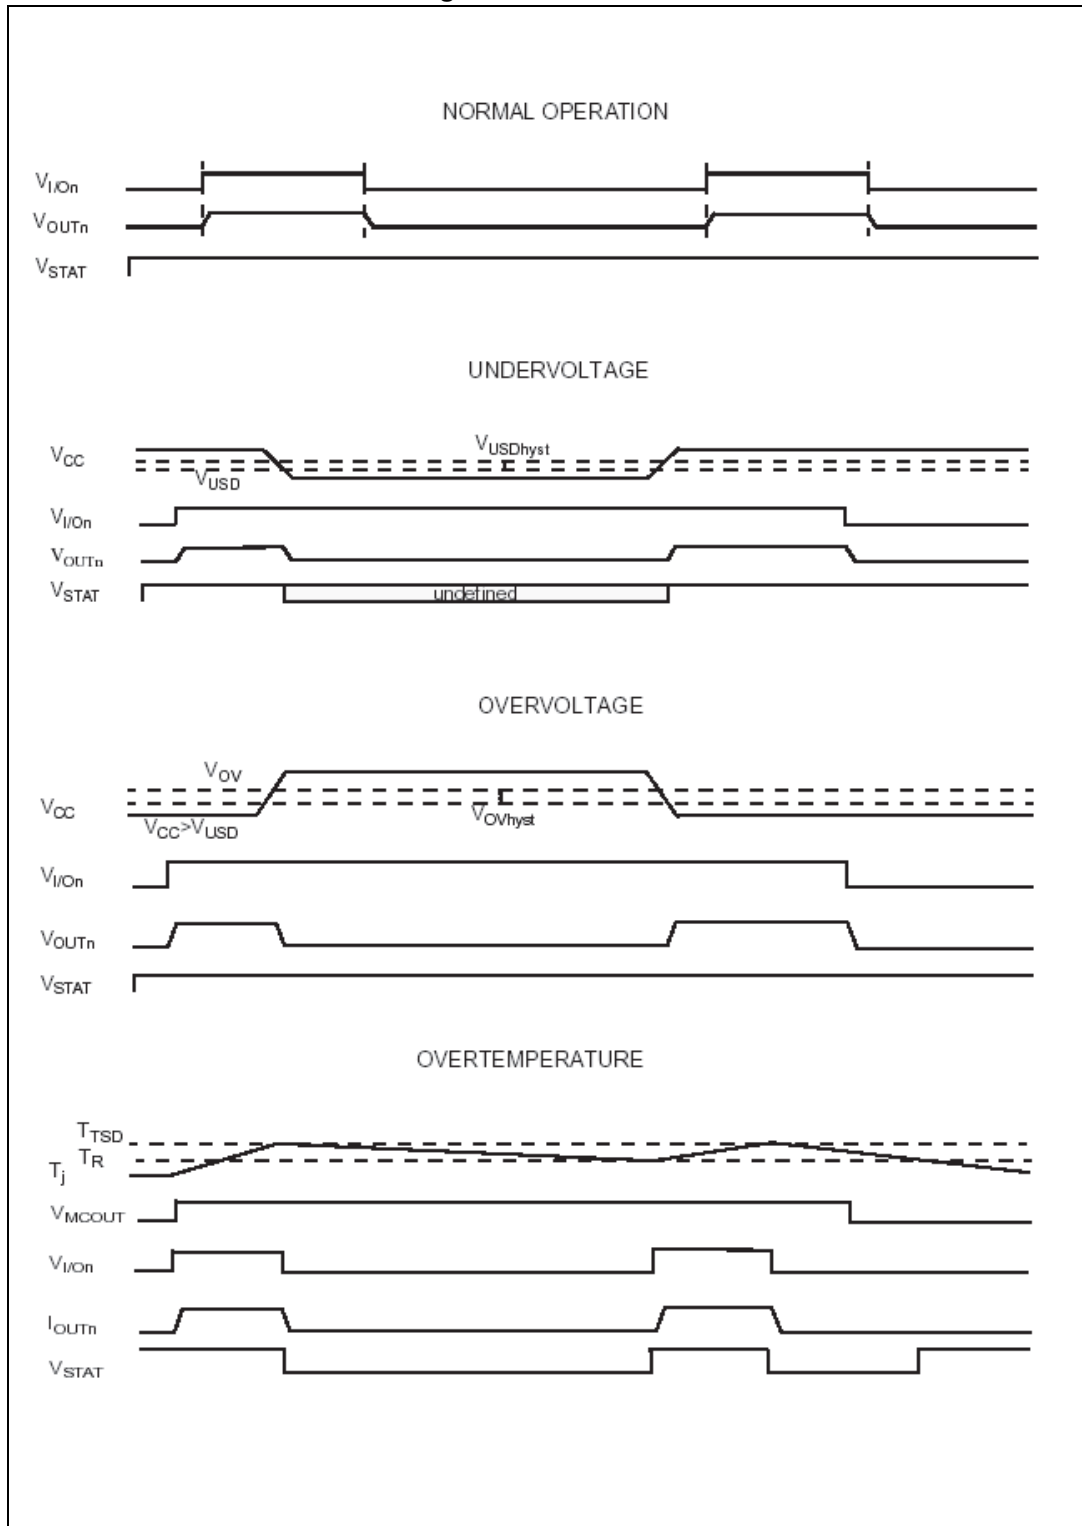 NORMAL OPERATION
VI/On
VOUTn
VSTAT
UNDERVOLTAGE
VCC
VUSDhyst
VUSD
VI/On
VOUTn
VSTAT
undefined
OVERVOLTAGE
VOV
VCC
VOVhyst
VCC>VUSD
VI/On
VOUTn
VSTAT
OVERTEMPERATURE
TTSD
TR
Tj
VMCOUT
VI/On
IOUTn
VSTAT